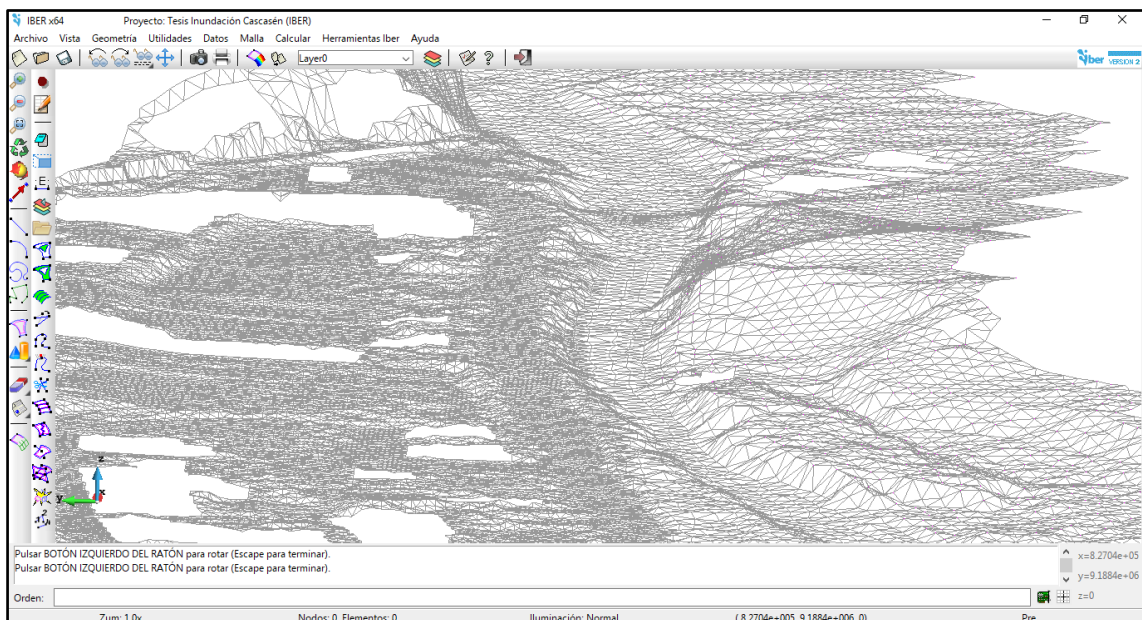 IBER x64 Proyecto: Tesis Inundación Cascasén (IBER)
Archivo Vista Geometría Utilidades Datos Malla Calcular Herramientas Iber Ayuda
Layer0
Iber VERSION 2
E
z
y x
Pulsar BOTÓN IZQUIERDO DEL RATÓN para rotar (Escape para terminar).
Pulsar BOTÓN IZQUIERDO DEL RATÓN para rotar (Escape para terminar).
x=8.2704e+05
y=9.1884e+06
z=0
Orden:
Zum: 1.0x Nodos: 0, Elementos: 0 Iluminación: Normal ( 8.2704e+005, 9.1884e+006, 0) Pre